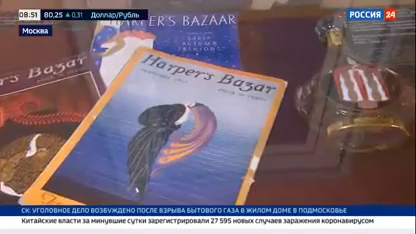 08:51 80,25 ▲ 0,31 Доллар/Рубль
РОССИЯ 24
Москва
HARPER'S BAZAAR
EARLY
AUTUMN
FASHIONS
Harper's Bazar
Bazar
СК: УГОЛОВНОЕ ДЕЛО ВОЗБУЖДЕНО ПОСЛЕ ВЗРЫВА БЫТОВОГО ГАЗА В ЖИЛОМ ДОМЕ В ПОДМОСКОВЬЕ
Китайские власти за минувшие сутки зарегистрировали 27 595 новых случаев заражения коронавирусом